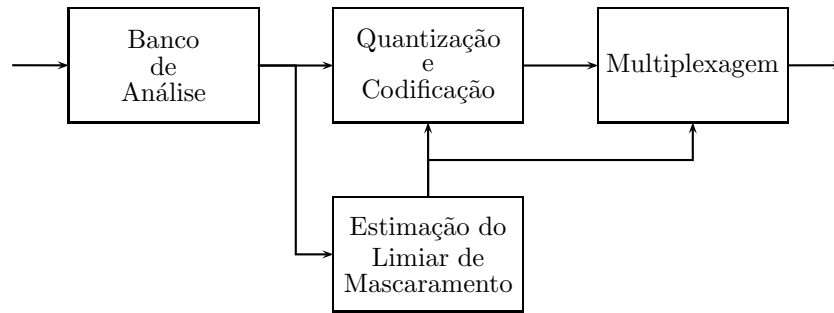 Banco
de
Análise
Quantização
e
Codificação
Multiplexagem
Estimação do
Limiar de
Mascaramento